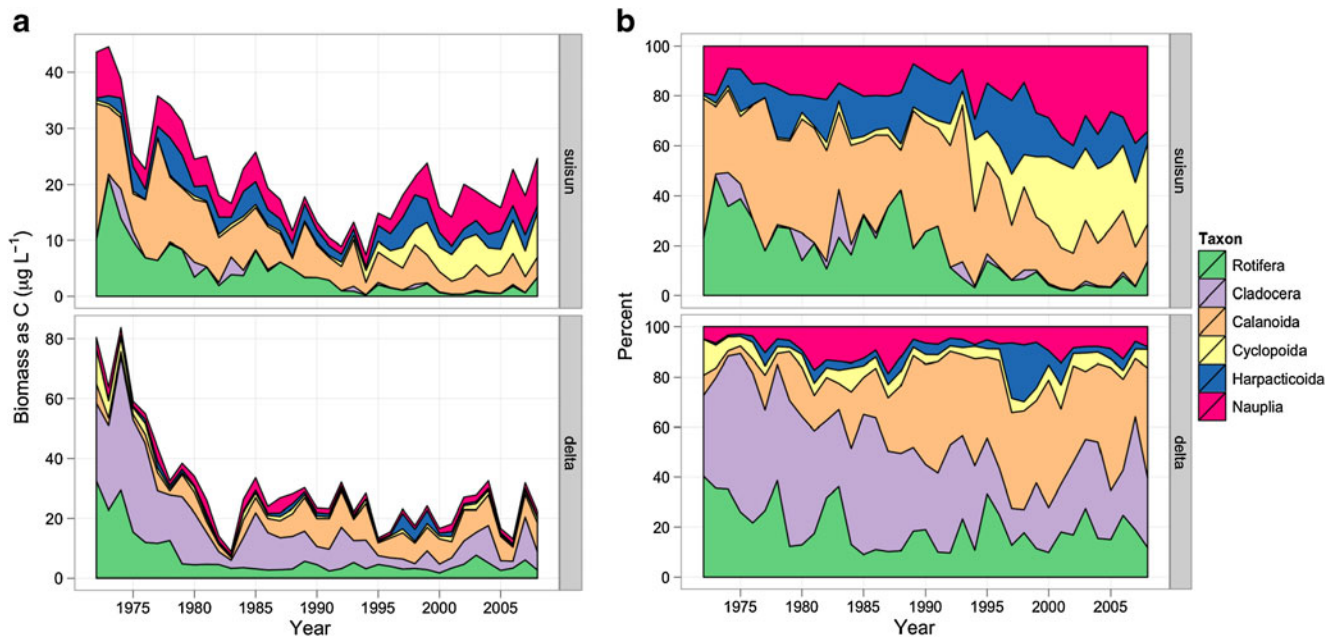 a
b
Biomass as C (μg L⁻¹)
40
30
20
10
0
suisun
80
60
40
20
0
delta
1975
1980
1985
1990
1995
2000
2005
Year
Percent
100
80
60
40
20
0
suisun
100
80
60
40
20
0
delta
1975
1980
1985
1990
1995
2000
2005
Year
Taxon
Rotifera
Cladocera
Calanoida
Cyclopoida
Harpacticoida
Nauplia